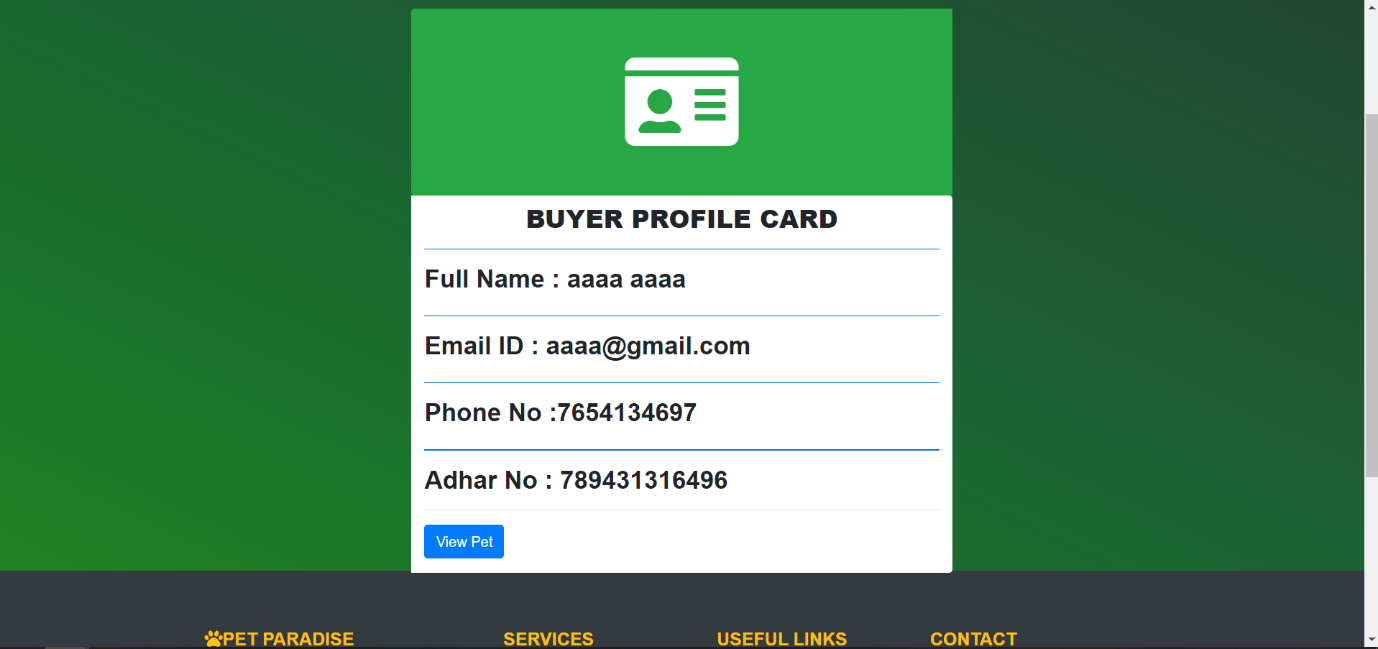 BUYER PROFILE CARD
Full Name : aaaa aaaa
Email ID : aaaa@gmail.com
Phone No :7654134697
Adhar No : 789431316496
View Pet
PET PARADISE SERVICES USEFUL LINKS CONTACT